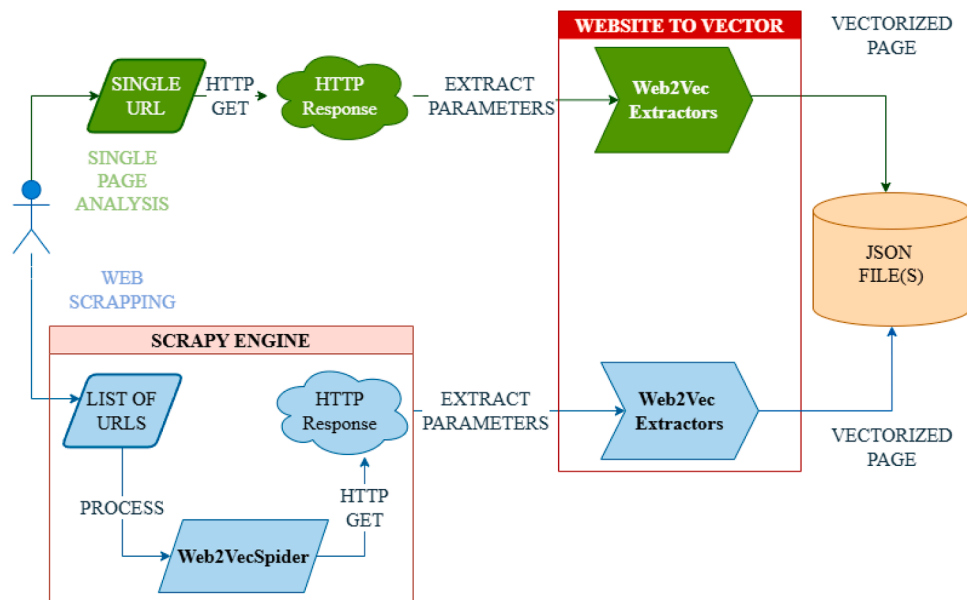 WEBSITE TO VECTOR
VECTORIZED
PAGE
SINGLE
URL
HTTP
GET
HTTP
Response
EXTRACT
PARAMETERS
Web2Vec
Extractors
SINGLE
PAGE
ANALYSIS
JSON
FILE(S)
WEB
SCRAPPING
SCRAPY ENGINE
LIST OF
URLS
HTTP
Response
EXTRACT
PARAMETERS
Web2Vec
Extractors
VECTORIZED
PAGE
PROCESS
HTTP
GET
Web2VecSpider